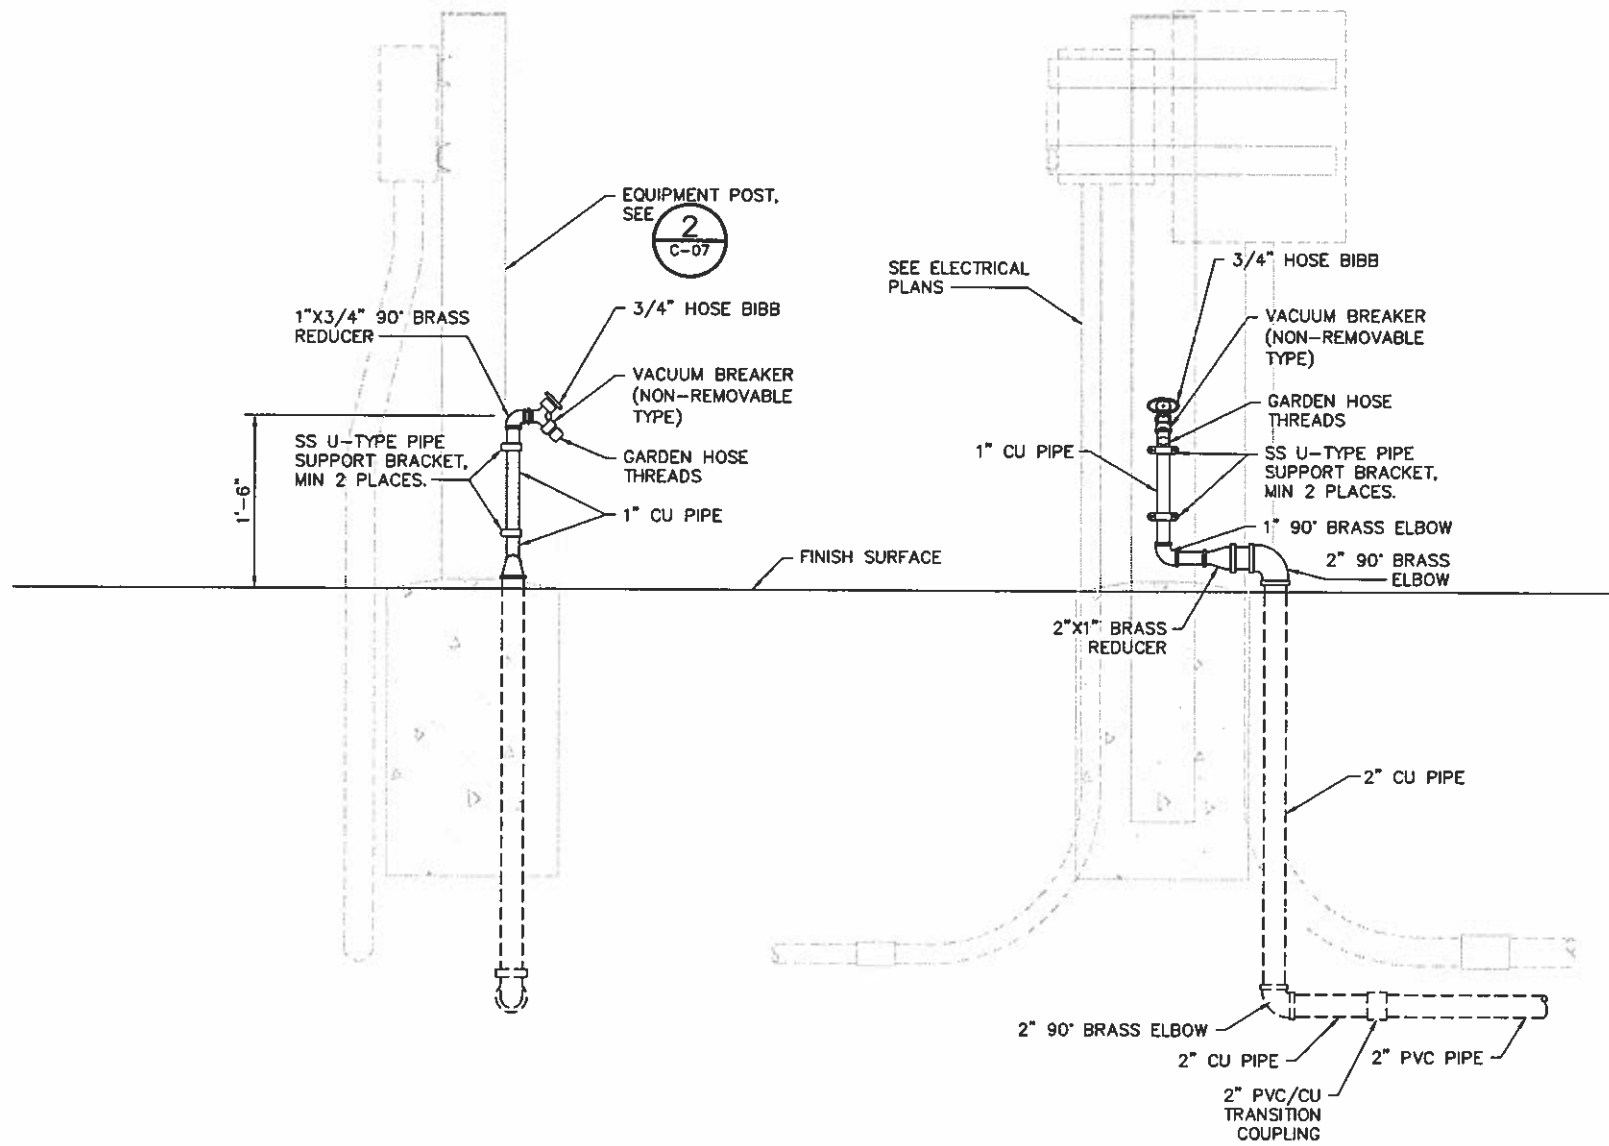 EQUIPMENT POST,
SEE
2
C-07
1"X3/4" 90° BRASS
REDUCER
3/4" HOSE BIBB
VACUUM BREAKER
(NON-REMOVABLE
TYPE)
SS U-TYPE PIPE
SUPPORT BRACKET,
MIN 2 PLACES.
GARDEN HOSE
THREADS
1'-6"
1" CU PIPE
FINISH SURFACE
SEE ELECTRICAL
PLANS
3/4" HOSE BIBB
VACUUM BREAKER
(NON-REMOVABLE
TYPE)
GARDEN HOSE
THREADS
1" CU PIPE
SS U-TYPE PIPE
SUPPORT BRACKET,
MIN 2 PLACES.
1" 90° BRASS ELBOW
2" 90° BRASS
ELBOW
2"X1" BRASS
REDUCER
2" CU PIPE
2" 90° BRASS ELBOW
2" CU PIPE
2" PVC PIPE
2" PVC/CU
TRANSITION
COUPLING